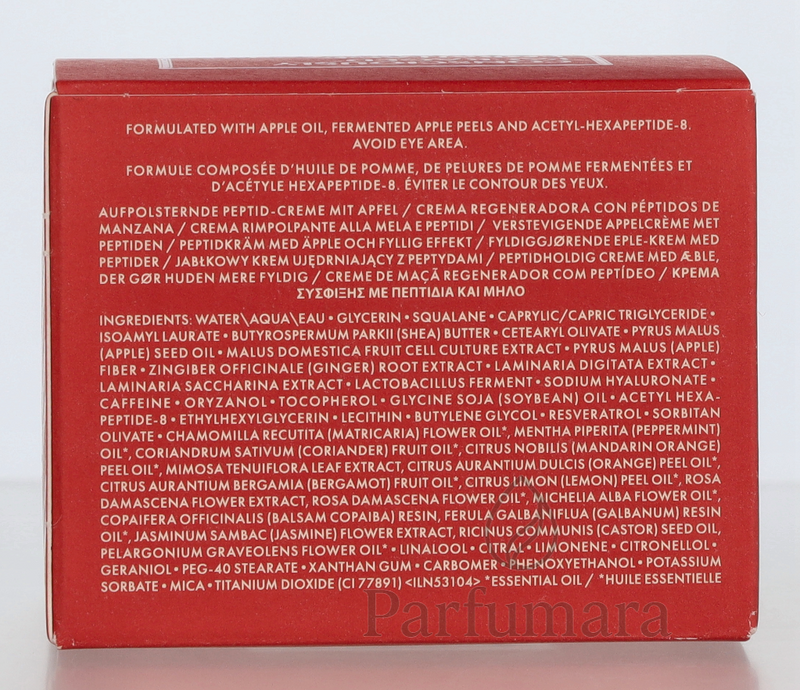 FORMULATED WITH APPLE OIL, FERMENTED APPLE PEELS AND ACETYL-HEXAPEPTIDE-8.
AVOID EYE AREA.
FORMULE COMPOSÉE D'HUILE DE POMME, DE PELURES DE POMME FERMENTÉES ET
D'ACÉTYLE HEXAPEPTIDE-8. ÉVITER LE CONTOUR DES YEUX.
AUFPOLSTERNDE PEPTID-CREME MIT APFEL / CREMA REGENERADORA CON PÉPTIDOS DE
MANZANA / CREMA RIMPOLPANTE ALLA MELA E PEPTIDI / VERSTEVIGENDE APPELCRÈME MET
PEPTIDEN / PEPTIDKRÄM MED ÄPPLE OCH FYLLIG EFFEKT / FYLDIGGJØRENDE EPLE-KREM MED
PEPTIDER / JABŁKOWY KREM UJĘDRNIAJĄCY Z PEPTYDAMI / PEPTIDHOLDIG CREME MED ÆBLE,
DER GØR HUDEN MERE FYLDIG / CREME DE MAÇÃ REGENERADOR COM PEPTÍDEO / ΚΡΕΜΑ
ΣΥΣΦΙΞΗΣ ΜΕ ΠΕΠΤΙΔΙΑ ΚΑΙ ΜΗΛΟ
INGREDIENTS: WATER\AQUA\EAU • GLYCERIN • SQUALANE • CAPRYLIC/CAPRIC TRIGLYCERIDE •
ISOAMYL LAURATE • BUTYROSPERMUM PARKII (SHEA) BUTTER • CETEARYL OLIVATE • PYRUS MALUS
(APPLE) SEED OIL • MALUS DOMESTICA FRUIT CELL CULTURE EXTRACT • PYRUS MALUS (APPLE)
FIBER • ZINGIBER OFFICINALE (GINGER) ROOT EXTRACT • LAMINARIA DIGITATA EXTRACT •
LAMINARIA SACCHARINA EXTRACT • LACTOBACILLUS FERMENT • SODIUM HYALURONATE •
CAFFEINE • ORYZANOL • TOCOPHEROL • GLYCINE SOJA (SOYBEAN) OIL • ACETYL HEXA-
PEPTIDE-8 • ETHYLHEXYLGLYCERIN • LECITHIN • BUTYLENE GLYCOL • RESVERATROL • SORBITAN
OLIVATE • CHAMOMILLA RECUTITA (MATRICARIA) FLOWER OIL*, MENTHA PIPERITA (PEPPERMINT)
OIL*, CORIANDRUM SATIVUM (CORIANDER) FRUIT OIL*, CITRUS NOBILIS (MANDARIN ORANGE)
PEEL OIL*, MIMOSA TENUIFLORA LEAF EXTRACT, CITRUS AURANTIUM DULCIS (ORANGE) PEEL OIL*,
CITRUS AURANTIUM BERGAMIA (BERGAMOT) FRUIT OIL*, CITRUS LIMON (LEMON) PEEL OIL*, ROSA
DAMASCENA FLOWER EXTRACT, ROSA DAMASCENA FLOWER OIL*, MICHELIA ALBA FLOWER OIL*,
COPAIFERA OFFICINALIS (BALSAM COPAIBA) RESIN, FERULA GALBANIFLUA (GALBANUM) RESIN
OIL*, JASMINUM SAMBAC (JASMINE) FLOWER EXTRACT, RICINUS COMMUNIS (CASTOR) SEED OIL,
PELARGONIUM GRAVEOLENS FLOWER OIL* • LINALOOL • CITRAL • LIMONENE • CITRONELLOL •
GERANIOL • PEG-40 STEARATE • XANTHAN GUM • CARBOMER • PHENOXYETHANOL • POTASSIUM
SORBATE • MICA • TITANIUM DIOXIDE (CI 77891) <ILN53104> *ESSENTIAL OIL / *HUILE ESSENTIELLE
Parfumara